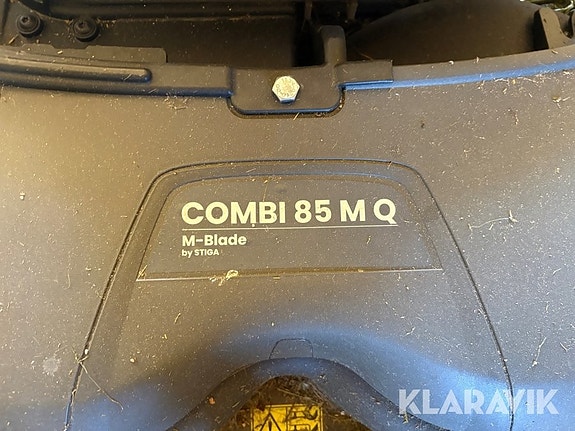 COMBI 85 M Q
M-Blade
by STIGA
KLARAVIK